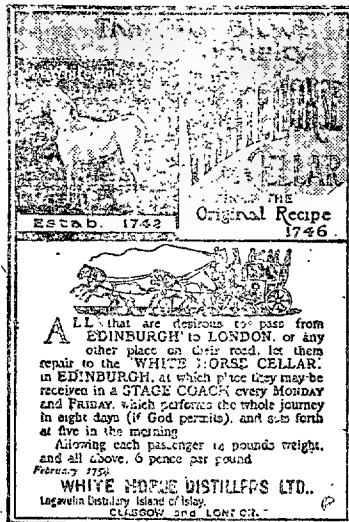 HORSE
CELLAR
FROM THE
Original Recipe
1746.
Estab. 1742
ALL that are desirous to pass from
EDINBURGH to LONDON, or any
other place on their road, let them
repair to the "WHITE HORSE CELLAR,"
in EDINBURGH, at which place they may be
received in a STAGE COACH every MONDAY
and FRIDAY, which performs the whole journey
in eight days (if God permits), and sets forth
at five in the morning
Allowing each passenger 14 pounds weight,
and all above, 6 pence per pound
February 1754
WHITE HORSE DISTILLERS LTD.,
Lagavulin Distillery Island of Islay.
GLASGOW and LONDON.